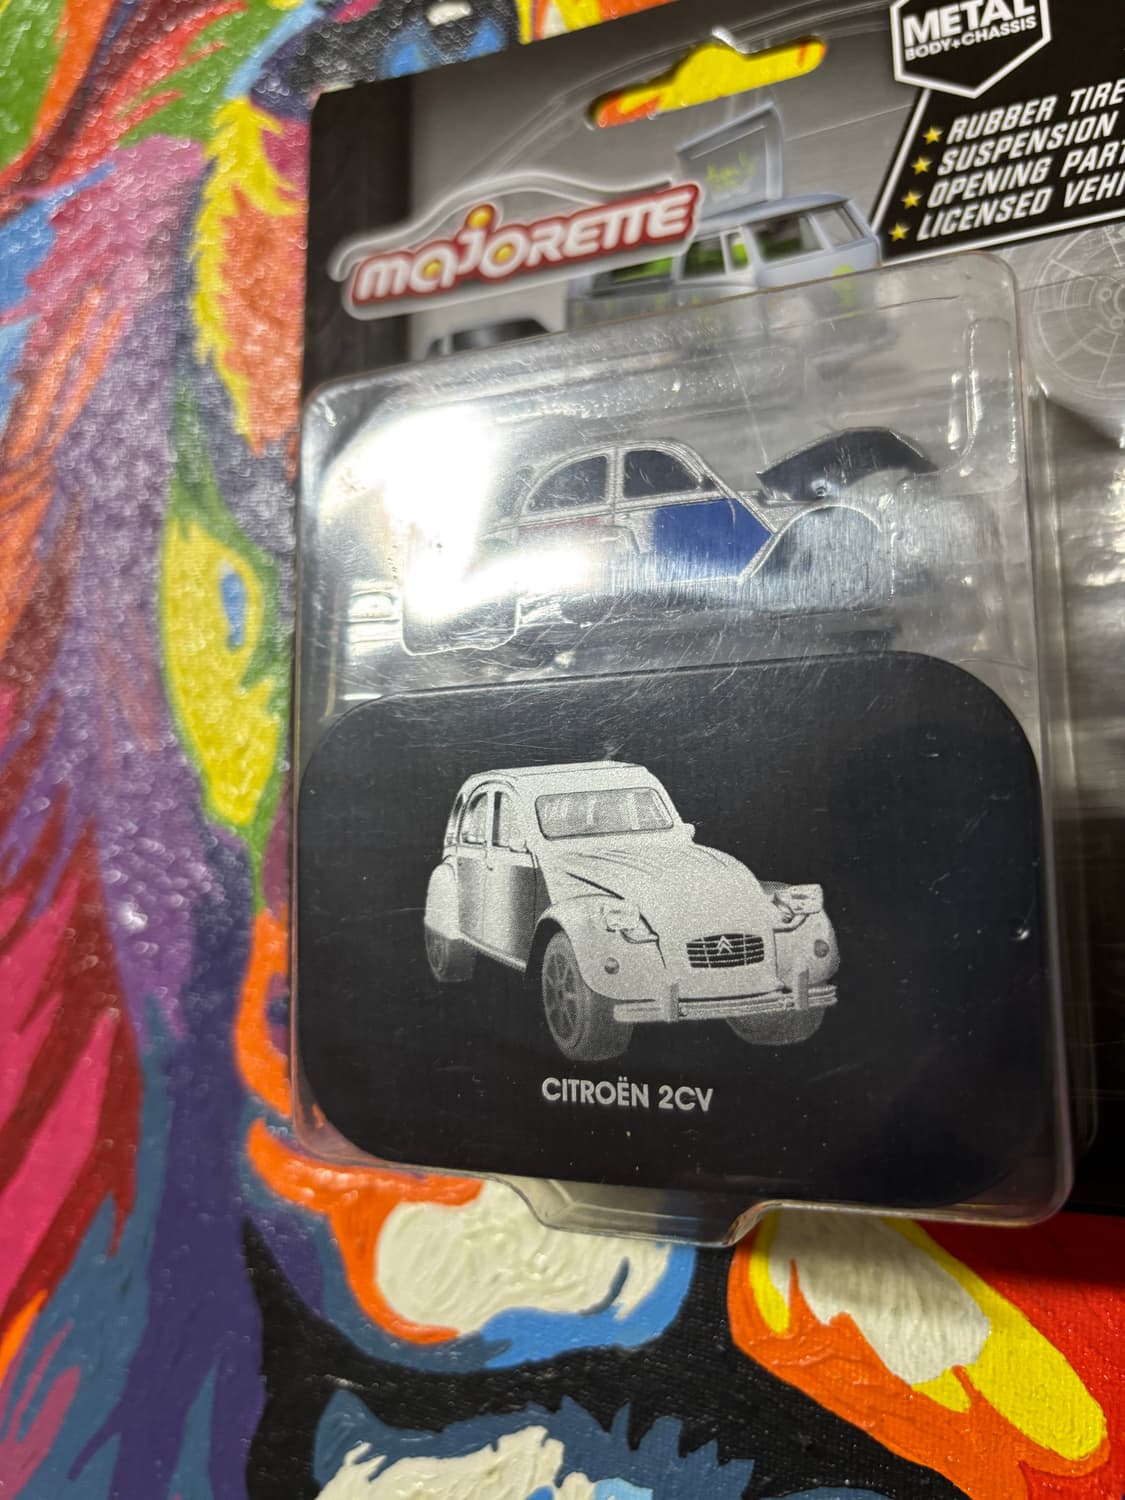 METAL
BODY+CHASSIS
RUBBER TIRE
SUSPENSION
OPENING PART
LICENSED VEHI
MAJORETTE
CITROËN 2CV